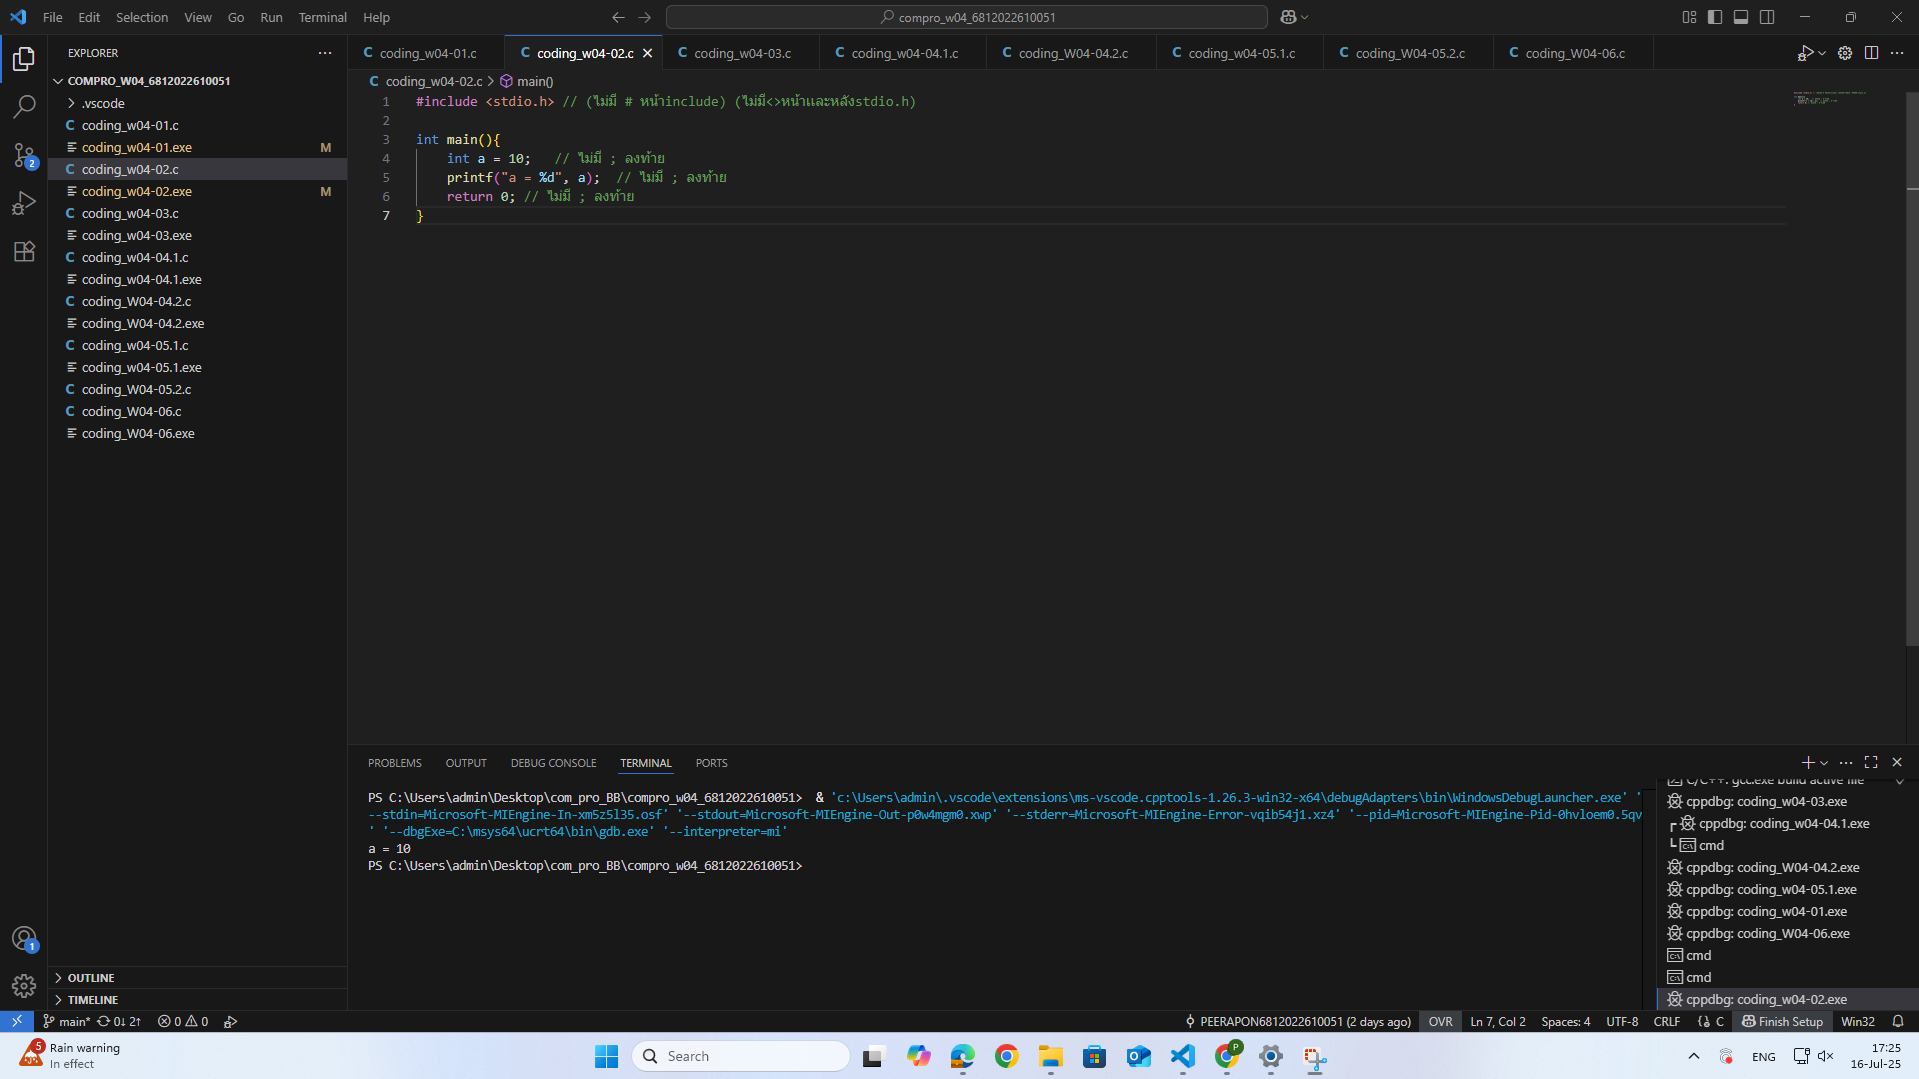 File Edit Selection View Go Run Terminal Help
compro_w04_6812022610051
EXPLORER
COMPRO_W04_6812022610051
.vscode
coding_w04-01.c
coding_w04-01.exe M
coding_w04-02.c
coding_w04-02.exe M
coding_w04-03.c
coding_w04-03.exe
coding_w04-04.1.c
coding_w04-04.1.exe
coding_W04-04.2.c
coding_W04-04.2.exe
coding_w04-05.1.c
coding_w04-05.1.exe
coding_W04-05.2.c
coding_W04-06.c
coding_W04-06.exe
OUTLINE
TIMELINE
2
1
C coding_w04-01.c C coding_w04-02.c C coding_w04-03.c C coding_w04-04.1.c C coding_W04-04.2.c C coding_w04-05.1.c C coding_W04-05.2.c C coding_W04-06.c
C coding_w04-02.c > main()
1 #include <stdio.h> // (ไม่มี # หน้าinclude) (ไม่มี<>หน้าและหลังstdio.h)
2
3 int main(){
4 int a = 10; // ไม่มี ; ลงท้าย
5 printf("a = %d", a); // ไม่มี ; ลงท้าย
6 return 0; // ไม่มี ; ลงท้าย
7 }
PROBLEMS OUTPUT DEBUG CONSOLE TERMINAL PORTS
PS C:\Users\admin\Desktop\com_pro_BB\compro_w04_6812022610051> & 'c:\Users\admin\.vscode\extensions\ms-vscode.cpptools-1.26.3-win32-x64\debugAdapters\bin\WindowsDebugLauncher.exe' '
--stdin=Microsoft-MIEngine-In-xm5z5l35.osf' '--stdout=Microsoft-MIEngine-Out-p0w4mgm0.xwp' '--stderr=Microsoft-MIEngine-Error-vqib54j1.xz4' '--pid=Microsoft-MIEngine-Pid-0hvloem0.5qv
' '--dbgExe=C:\msys64\ucrt64\bin\gdb.exe' '--interpreter=mi'
a = 10
PS C:\Users\admin\Desktop\com_pro_BB\compro_w04_6812022610051>
C/C++: gcc.exe build active file
cppdbg: coding_w04-03.exe
cppdbg: coding_w04-04.1.exe
cmd
cppdbg: coding_W04-04.2.exe
cppdbg: coding_w04-05.1.exe
cppdbg: coding_w04-01.exe
cppdbg: coding_W04-06.exe
cmd
cmd
cppdbg: coding_w04-02.exe
main* 0↓ 2↑ 0 0 PEERAPON6812022610051 (2 days ago) OVR Ln 7, Col 2 Spaces: 4 UTF-8 CRLF {} C Finish Setup Win32
5
Rain warning
In effect
Search
P
ENG
17:25
16-Jul-25